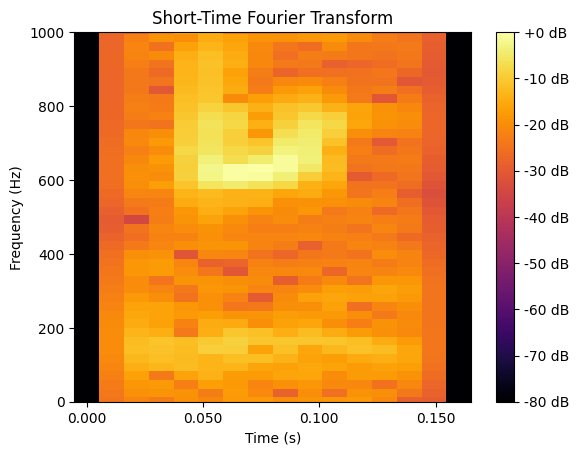 Short-Time Fourier Transform
Frequency (Hz)
1000
800
600
400
200
0
0.000
0.050
0.100
0.150
Time (s)
+0 dB
-10 dB
-20 dB
-30 dB
-40 dB
-50 dB
-60 dB
-70 dB
-80 dB